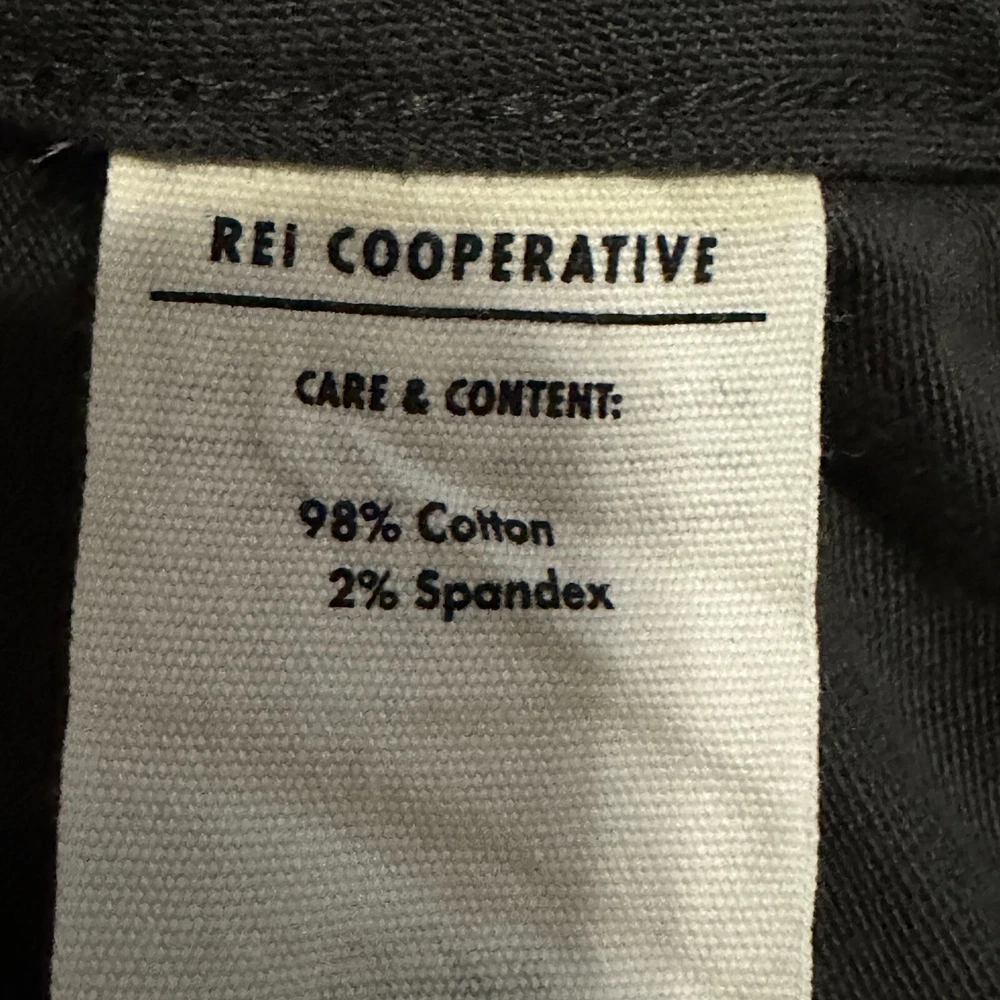 REi COOPERATIVE
CARE & CONTENT:
98% Cotton
2% Spandex